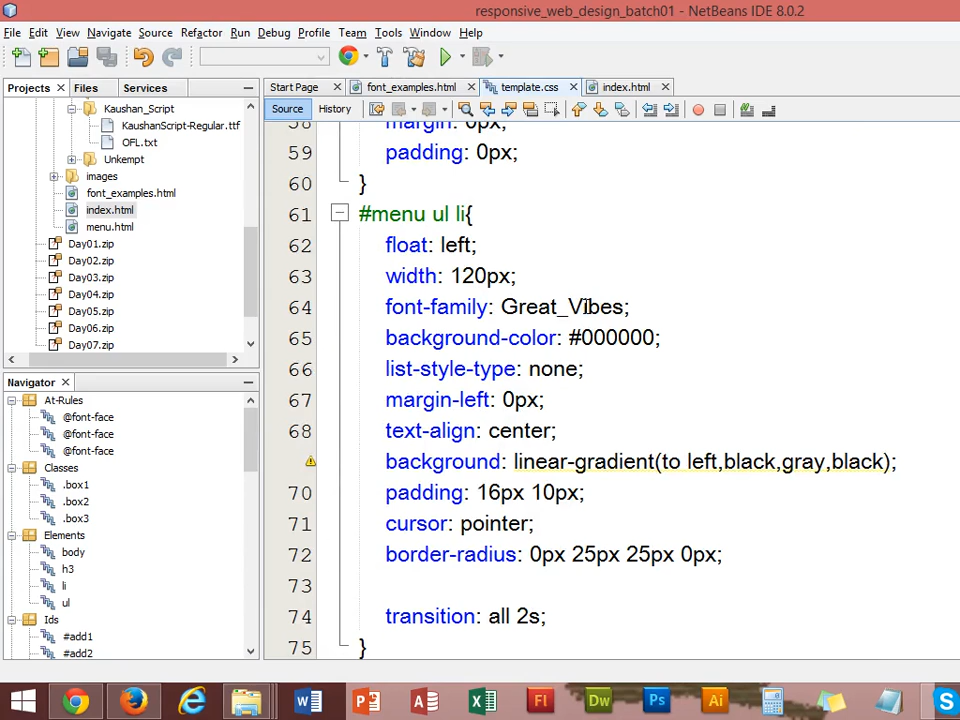 responsive_web_design_batch01 - NetBeans IDE 8.0.2
File Edit View Navigate Source Refactor Run Debug Profile Team Tools Window Help
Projects Files Services
Start Page font_examples.html template.css index.html
Source History
Kaushan_Script
KaushanScript-Regular.ttf
OFL.txt
Unkempt
images
font_examples.html
index.html
menu.html
Day01.zip
Day02.zip
Day03.zip
Day04.zip
Day05.zip
Day06.zip
Day07.zip
Navigator
At-Rules
@font-face
@font-face
@font-face
Classes
.box1
.box2
.box3
Elements
body
h3
li
ul
Ids
#add1
#add2
58 margin: 0px;
59 padding: 0px;
60 }
61 #menu ul li{
62 float: left;
63 width: 120px;
64 font-family: Great_Vibes;
65 background-color: #000000;
66 list-style-type: none;
67 margin-left: 0px;
68 text-align: center;
background: linear-gradient(to left,black,gray,black);
70 padding: 16px 10px;
71 cursor: pointer;
72 border-radius: 0px 25px 25px 0px;
73
74 transition: all 2s;
75 }